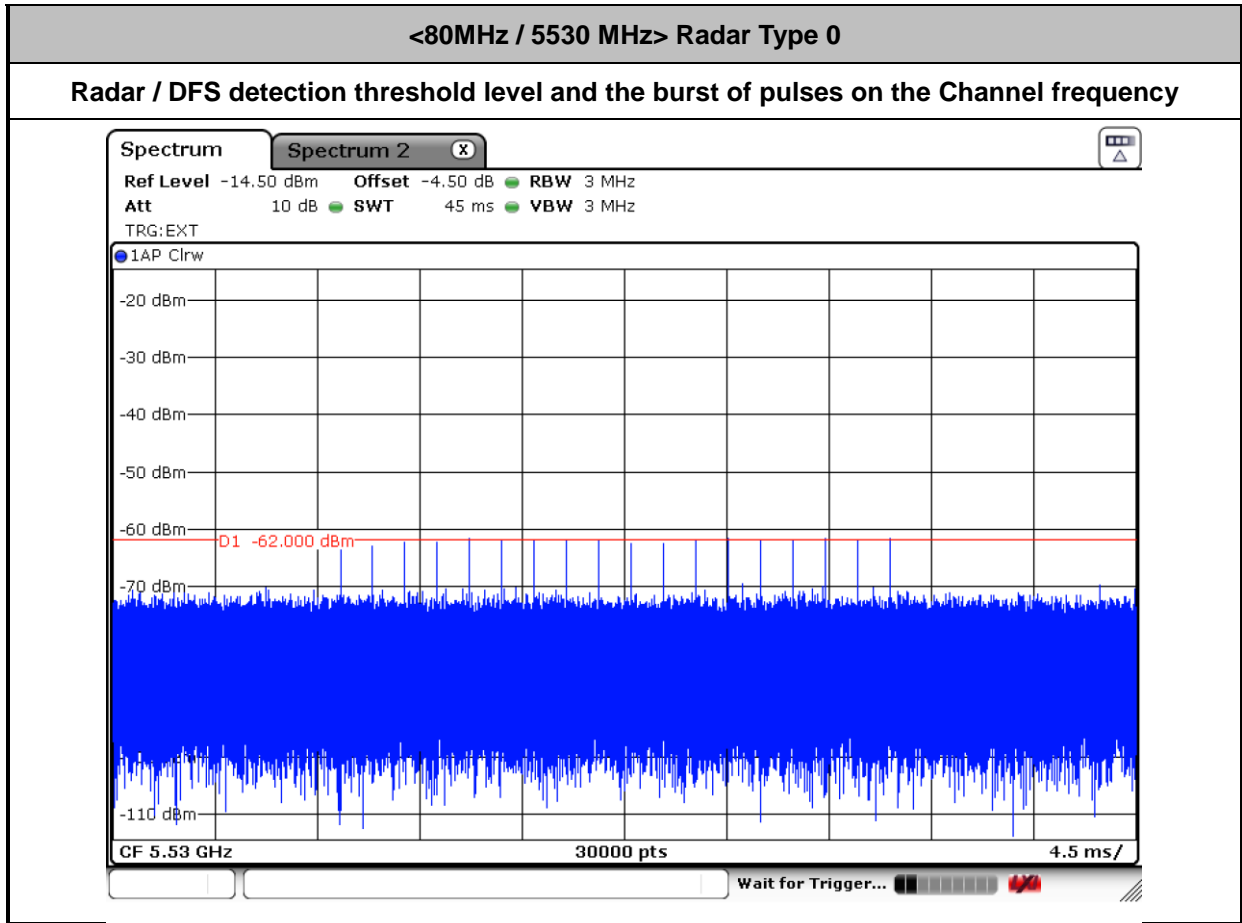 <80MHz / 5530 MHz> Radar Type 0
Radar / DFS detection threshold level and the burst of pulses on the Channel frequency
Spectrum Spectrum 2 X
Ref Level -14.50 dBm Offset -4.50 dB RBW 3 MHz
Att 10 dB SWT 45 ms VBW 3 MHz
TRG:EXT
1AP Clrw
-20 dBm
-30 dBm
-40 dBm
-50 dBm
-60 dBm
D1 -62.000 dBm
-70 dBm
-110 dBm
CF 5.53 GHz 30000 pts 4.5 ms/
Wait for Trigger...